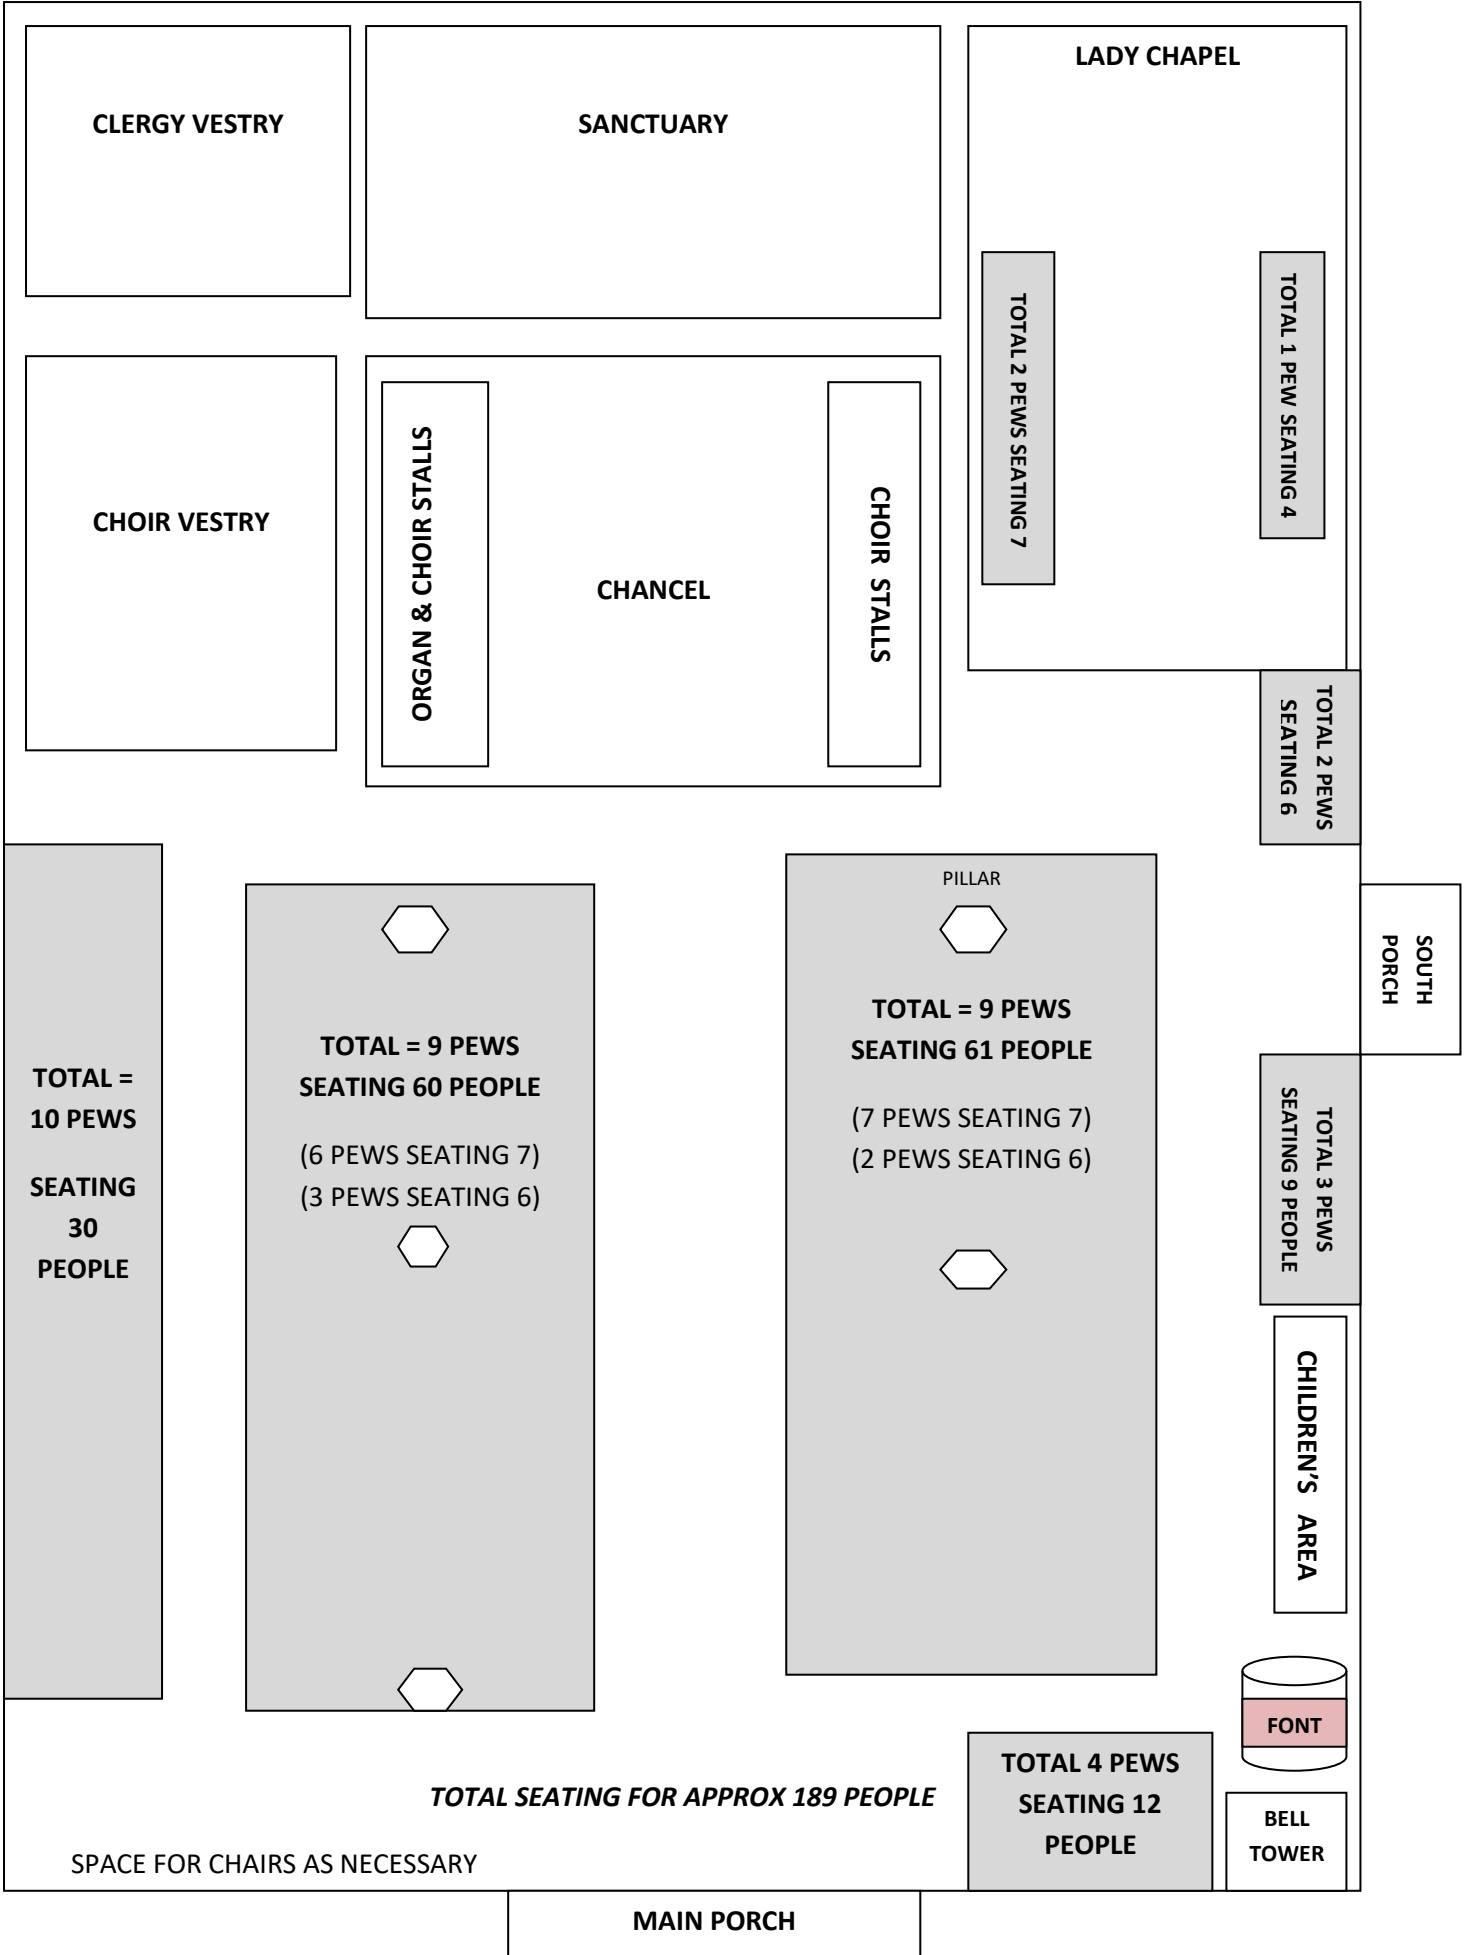 LADY CHAPEL
CLERGY VESTRY
SANCTUARY
TOTAL 2 PEWS SEATING 7
TOTAL 1 PEW SEATING 4
CHOIR VESTRY
ORGAN & CHOIR STALLS
CHANCEL
CHOIR STALLS
TOTAL 2 PEWS
SEATING 6
SOUTH
PORCH
TOTAL =
10 PEWS
SEATING
30
PEOPLE
TOTAL = 9 PEWS
SEATING 60 PEOPLE
(6 PEWS SEATING 7)
(3 PEWS SEATING 6)
PILLAR
TOTAL = 9 PEWS
SEATING 61 PEOPLE
(7 PEWS SEATING 7)
(2 PEWS SEATING 6)
TOTAL 3 PEWS
SEATING 9 PEOPLE
CHILDREN’S AREA
FONT
TOTAL SEATING FOR APPROX 189 PEOPLE
TOTAL 4 PEWS
SEATING 12
PEOPLE
BELL
TOWER
SPACE FOR CHAIRS AS NECESSARY
MAIN PORCH